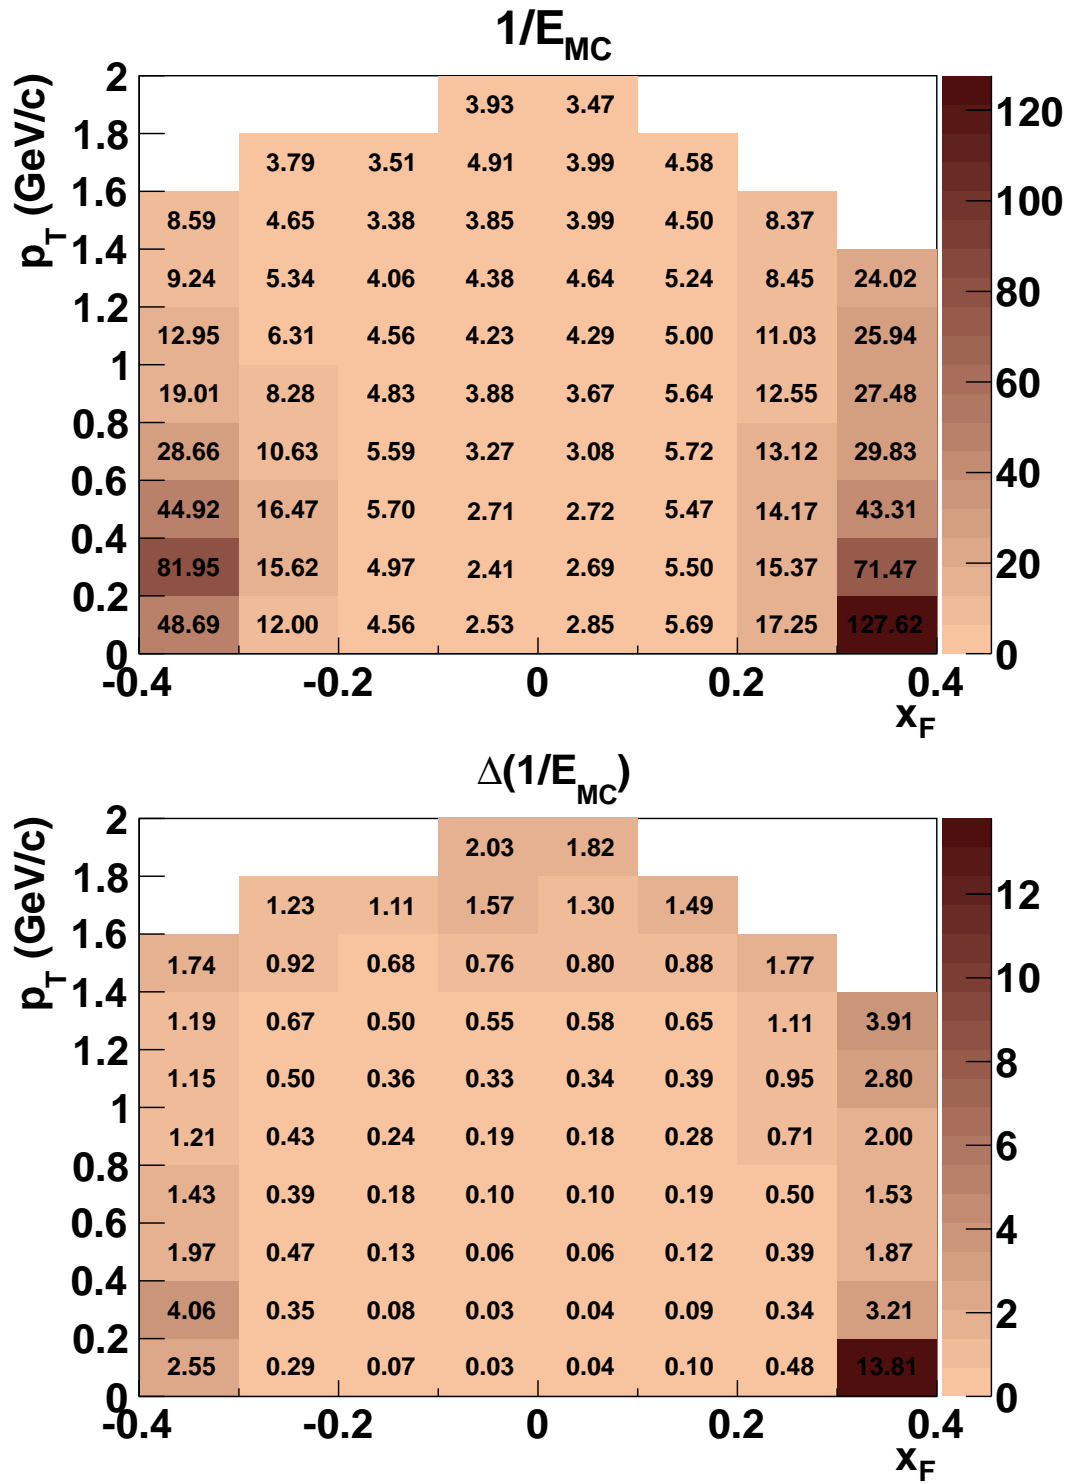 1/E_MC
p_T (GeV/c)
2
3.93 3.47
1.8
3.79 3.51 4.91 3.99 4.58
1.6
8.59 4.65 3.38 3.85 3.99 4.50 8.37
1.4
9.24 5.34 4.06 4.38 4.64 5.24 8.45 24.02
1.2
12.95 6.31 4.56 4.23 4.29 5.00 11.03 25.94
1
19.01 8.28 4.83 3.88 3.67 5.64 12.55 27.48
0.8
28.66 10.63 5.59 3.27 3.08 5.72 13.12 29.83
0.6
44.92 16.47 5.70 2.71 2.72 5.47 14.17 43.31
0.4
81.95 15.62 4.97 2.41 2.69 5.50 15.37 71.47
0.2
48.69 12.00 4.56 2.53 2.85 5.69 17.25 127.62
0
-0.4 -0.2 0 0.2 0.4
x_F
120
100
80
60
40
20
0
Δ(1/E_MC)
p_T (GeV/c)
2
2.03 1.82
1.8
1.23 1.11 1.57 1.30 1.49
1.6
1.74 0.92 0.68 0.76 0.80 0.88 1.77
1.4
1.19 0.67 0.50 0.55 0.58 0.65 1.11 3.91
1.2
1.15 0.50 0.36 0.33 0.34 0.39 0.95 2.80
1
1.21 0.43 0.24 0.19 0.18 0.28 0.71 2.00
0.8
1.43 0.39 0.18 0.10 0.10 0.19 0.50 1.53
0.6
1.97 0.47 0.13 0.06 0.06 0.12 0.39 1.87
0.4
4.06 0.35 0.08 0.03 0.04 0.09 0.34 3.21
0.2
2.55 0.29 0.07 0.03 0.04 0.10 0.48 13.81
0
-0.4 -0.2 0 0.2 0.4
x_F
12
10
8
6
4
2
0